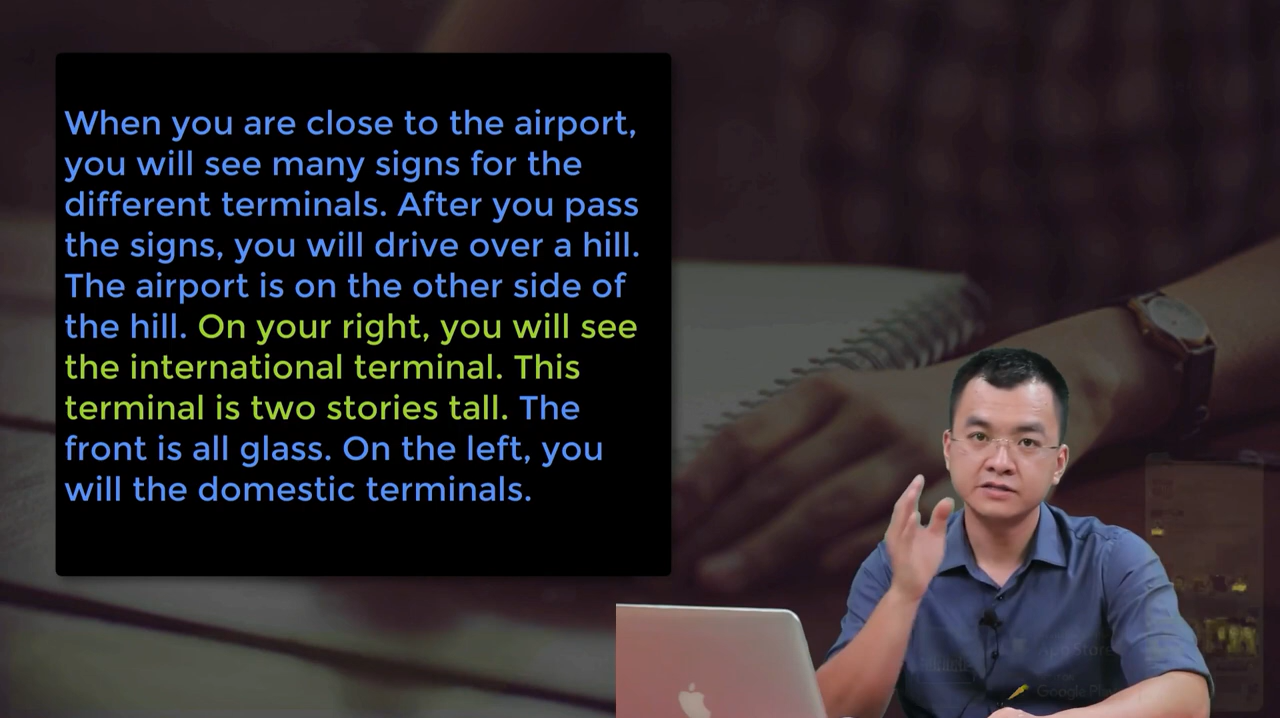 When you are close to the airport,
you will see many signs for the
different terminals. After you pass
the signs, you will drive over a hill.
The airport is on the other side of
the hill. On your right, you will see
the international terminal. This
terminal is two stories tall. The
front is all glass. On the left, you
will the domestic terminals.
App Store